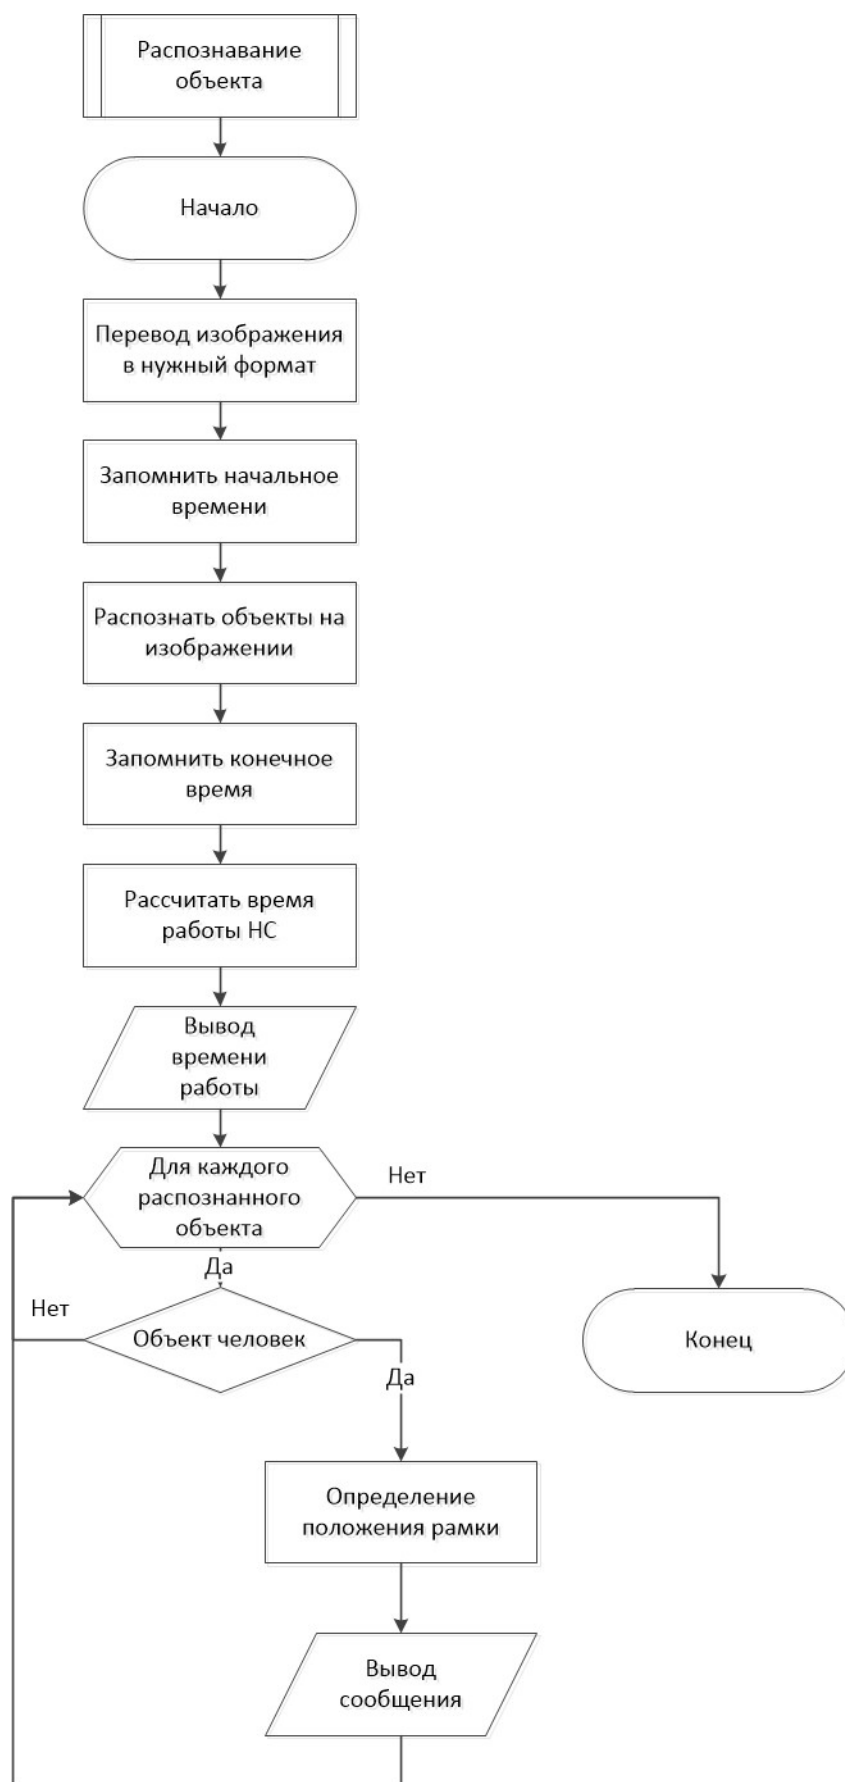 Распознавание
объекта
Начало
Перевод изображения
в нужный формат
Запомнить начальное
времени
Распознать объекты на
изображении
Запомнить конечное
время
Рассчитать время
работы НС
Вывод
времени
работы
Для каждого
распознанного
объекта
Нет
Да
Нет
Объект человек
Конец
Да
Определение
положения рамки
Вывод
сообщения